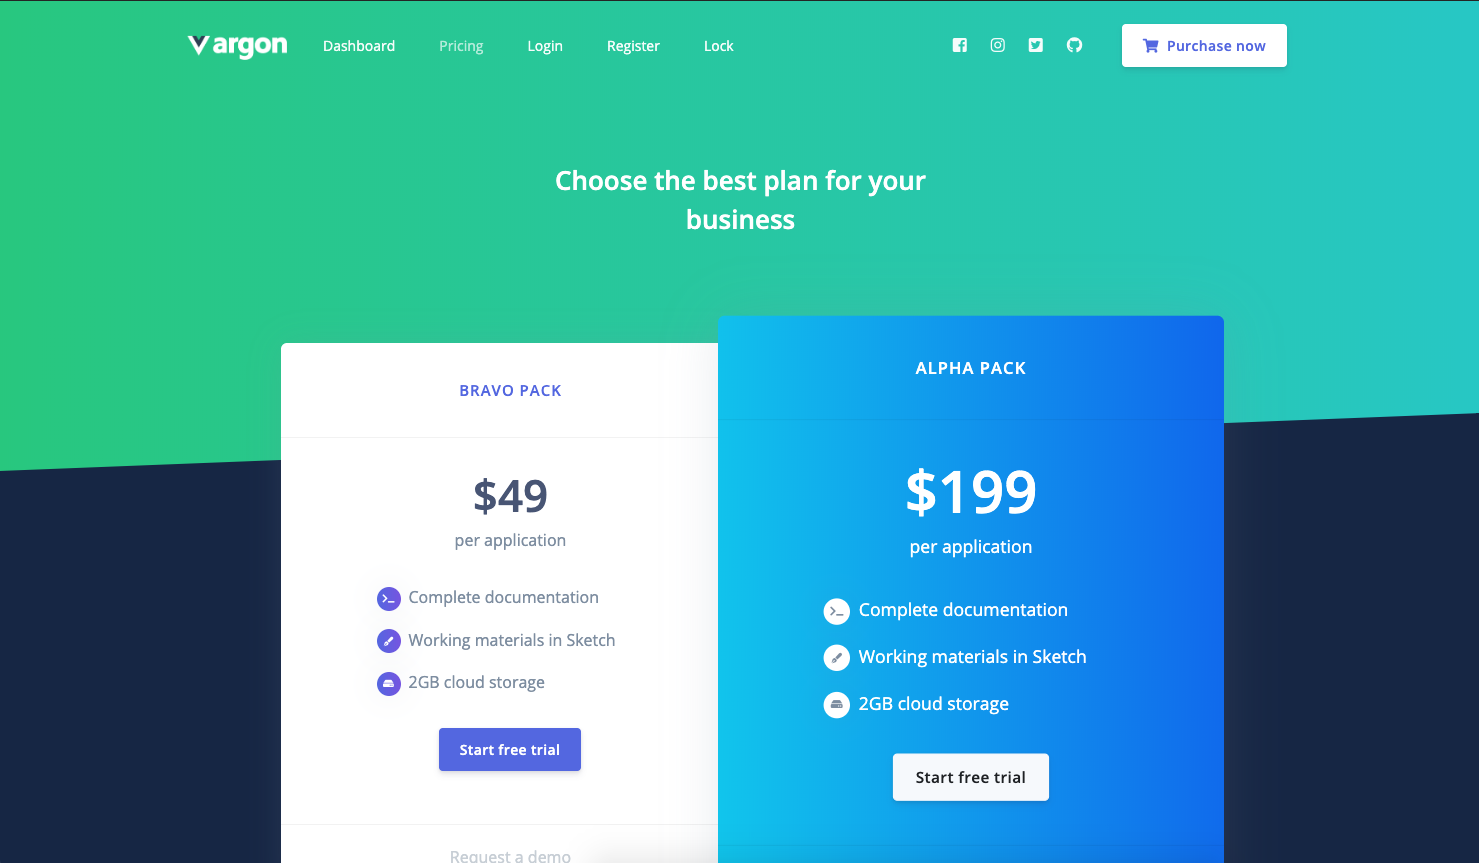 argon
Dashboard
Pricing
Login
Register
Lock
Purchase now
Choose the best plan for your
business
BRAVO PACK
$49
per application
Complete documentation
Working materials in Sketch
2GB cloud storage
Start free trial
Request a demo
ALPHA PACK
$199
per application
Complete documentation
Working materials in Sketch
2GB cloud storage
Start free trial